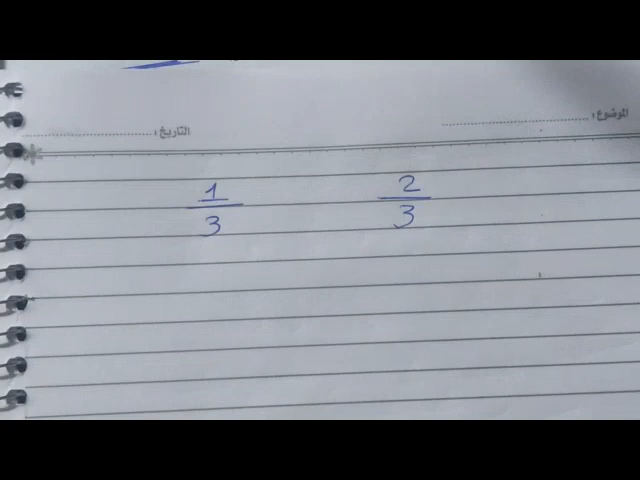 الموضوع : التاريخ :
1/3 2/3